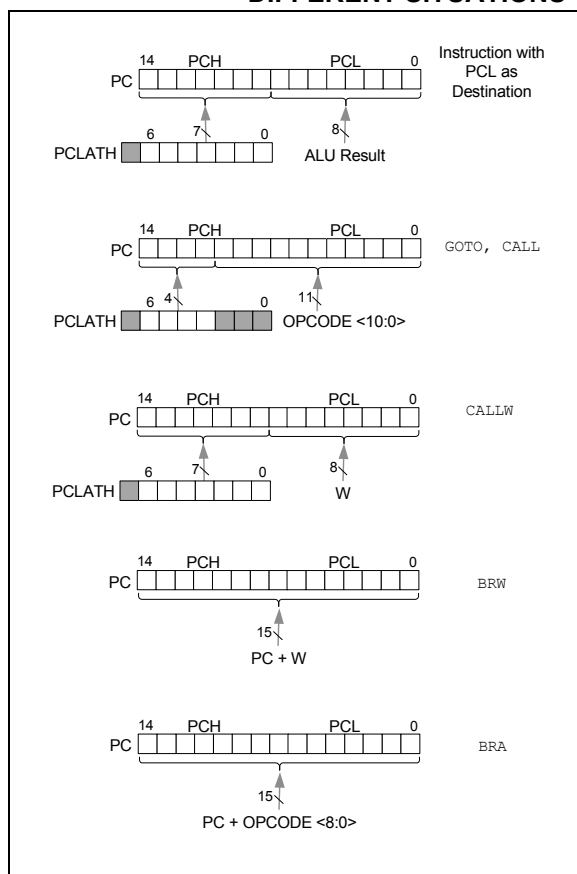 DIFFERENT SITUATIONS
14 PCH PCL 0
PC
Instruction with
PCL as
Destination
6 7 0 8
PCLATH ALU Result
14 PCH PCL 0
PC
GOTO, CALL
6 4 0 11
PCLATH OPCODE <10:0>
14 PCH PCL 0
PC
CALLW
6 7 0 8
PCLATH W
14 PCH PCL 0
PC
BRW
15
PC + W
14 PCH PCL 0
PC
BRA
15
PC + OPCODE <8:0>